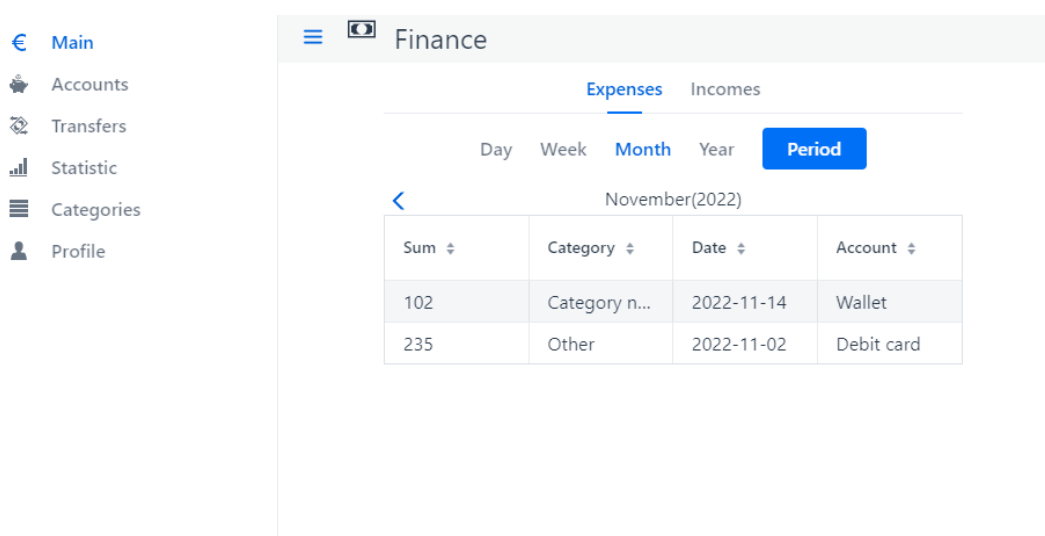 € Main
Accounts
Transfers
Statistic
Categories
Profile
Finance
Expenses Incomes
Day Week Month Year Period
November(2022)
Sum Category Date Account
102 Category n... 2022-11-14 Wallet
235 Other 2022-11-02 Debit card